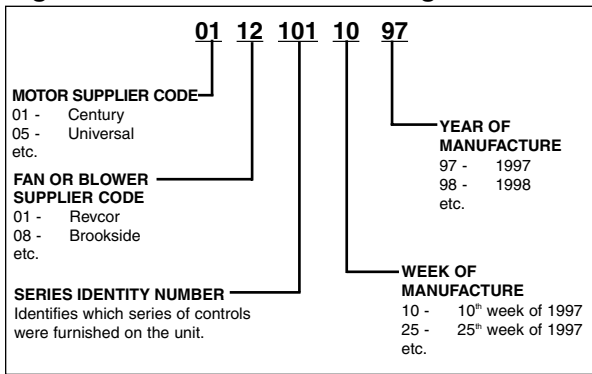 01 12 101 10 97
MOTOR SUPPLIER CODE
01 - Century
05 - Universal
etc.
FAN OR BLOWER
SUPPLIER CODE
01 - Revcor
08 - Brookside
etc.
SERIES IDENTITY NUMBER
Identifies which series of controls
were furnished on the unit.
YEAR OF
MANUFACTURE
97 - 1997
98 - 1998
etc.
WEEK OF
MANUFACTURE
10 - 10th week of 1997
25 - 25th week of 1997
etc.